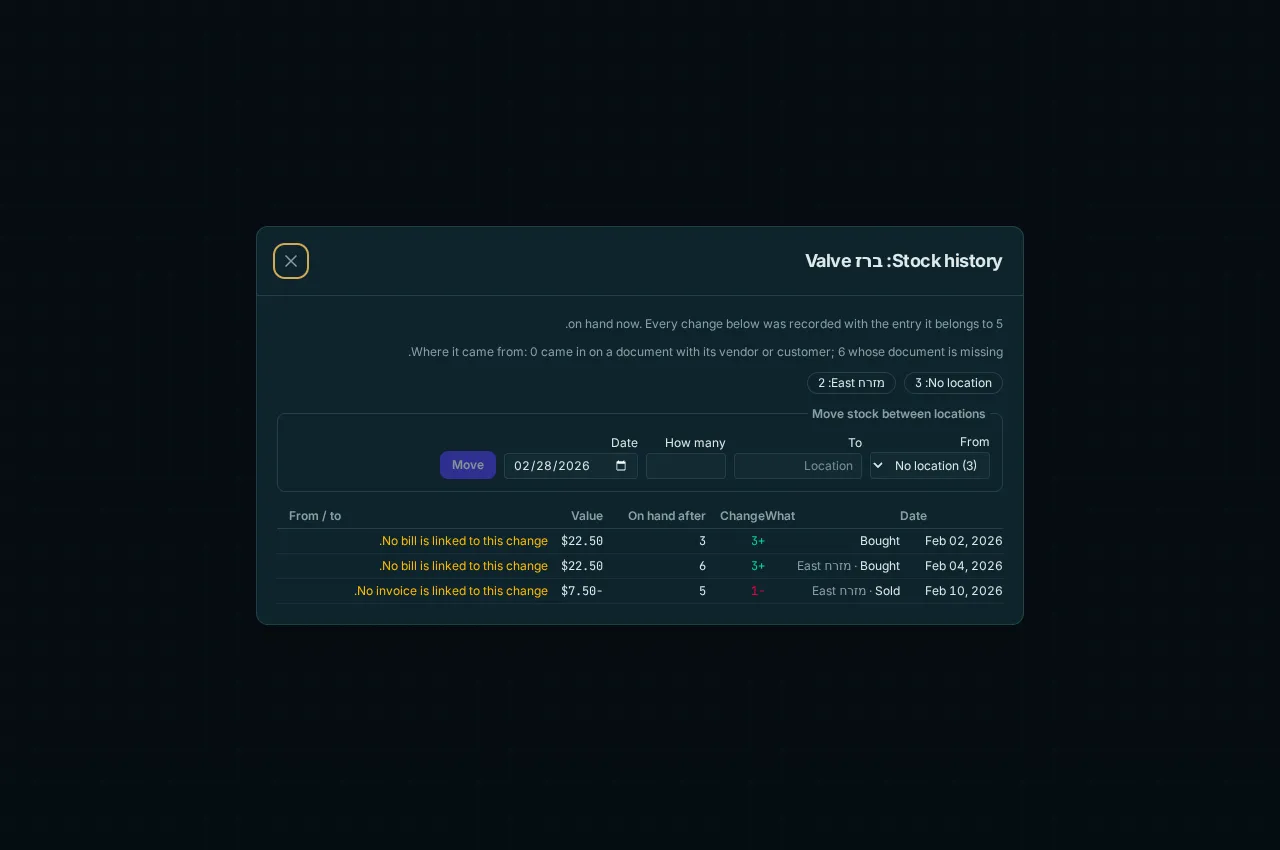 Stock history: ברז Valve
5 on hand now. Every change below was recorded with the entry it belongs to.
Where it came from: 0 came in on a document with its vendor or customer; 6 whose document is missing.
No location: 3 מזרח East: 2
Move stock between locations
From To How many Date
No location (3) Location 02/28/2026 Move
Date What Change On hand after Value From / to
Feb 02, 2026 Bought +3 3 $22.50 No bill is linked to this change.
Feb 04, 2026 Bought · מזרח East +3 6 $22.50 No bill is linked to this change.
Feb 10, 2026 Sold · מזרח East -1 5 -$7.50 No invoice is linked to this change.